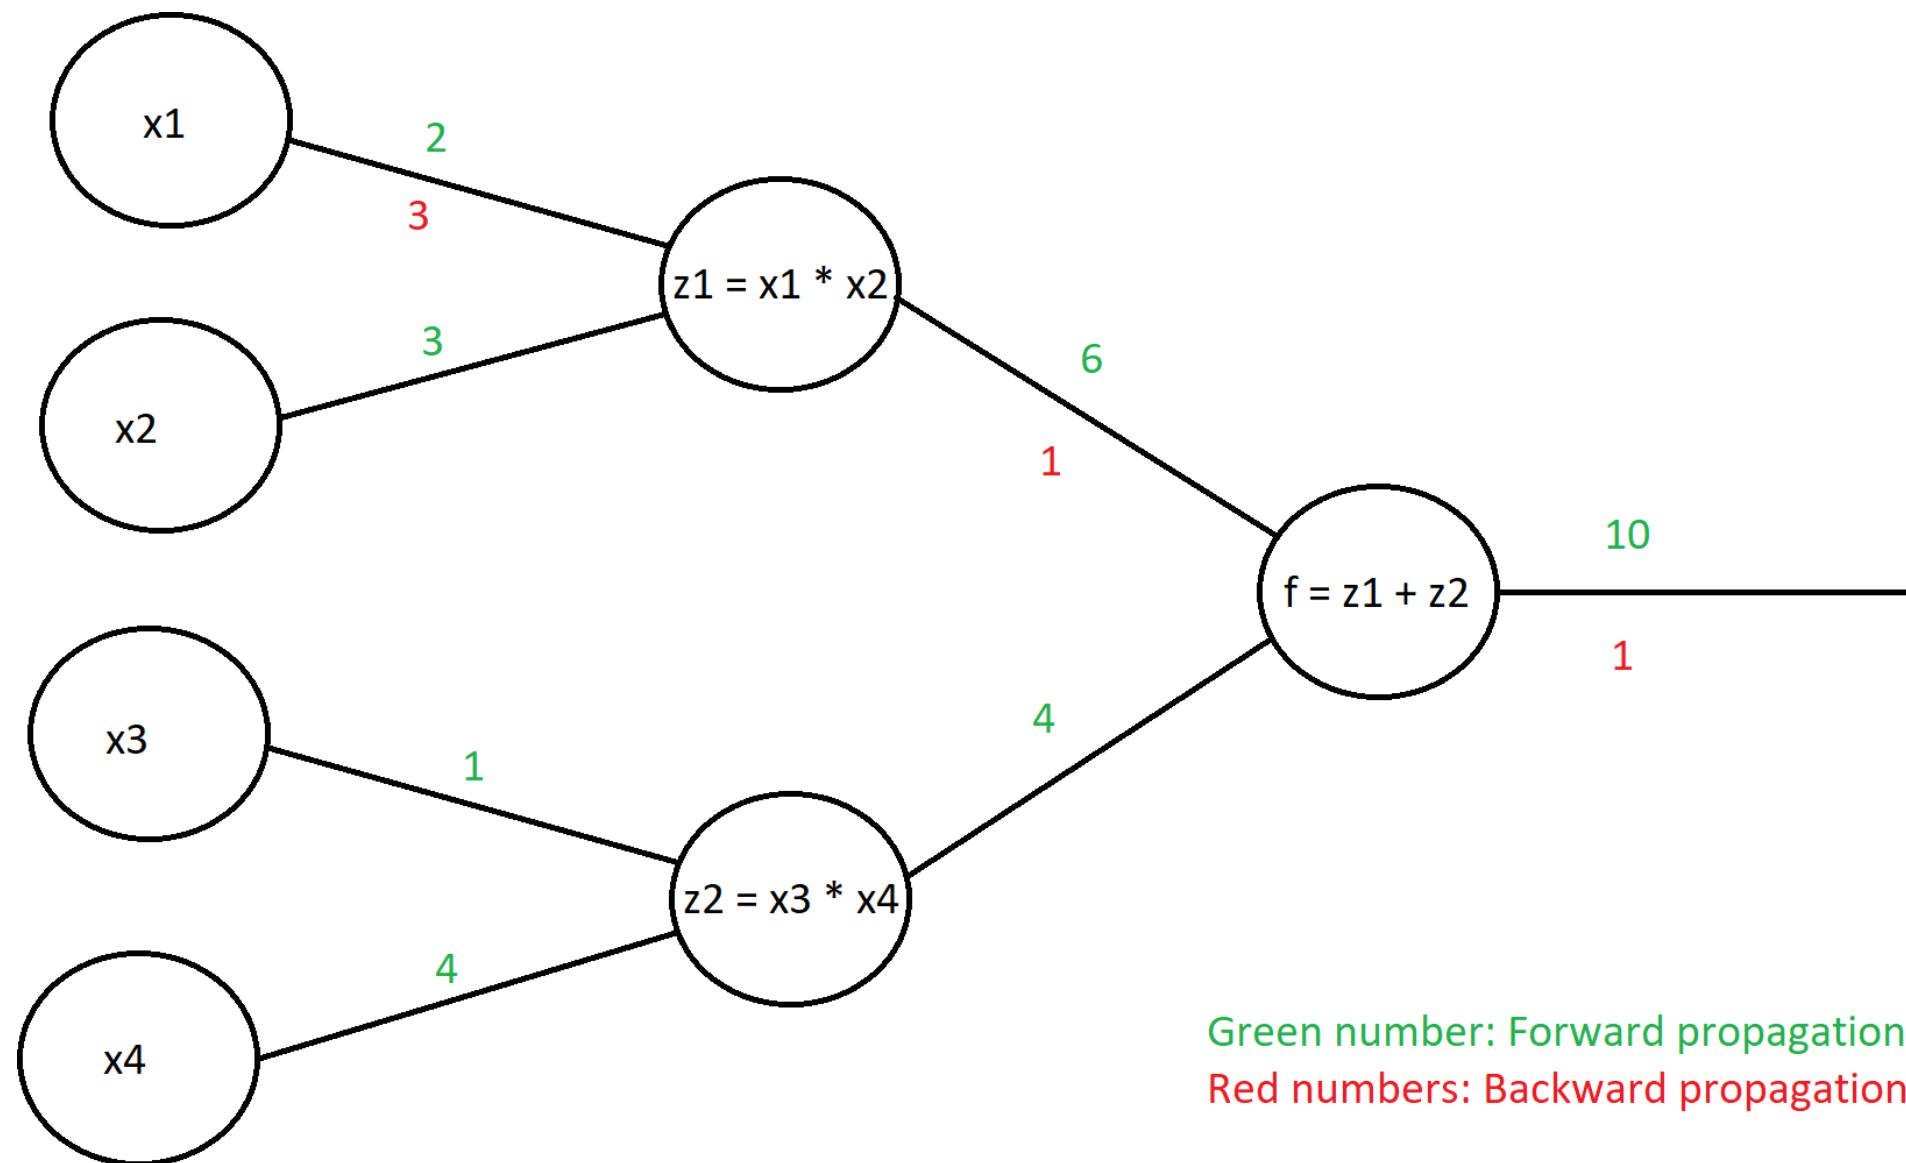 x1
2
3
z1 = x1 * x2
x2
3
6
1
f = z1 + z2
10
1
x3
1
4
z2 = x3 * x4
x4
4
Green number: Forward propagation
Red numbers: Backward propagation